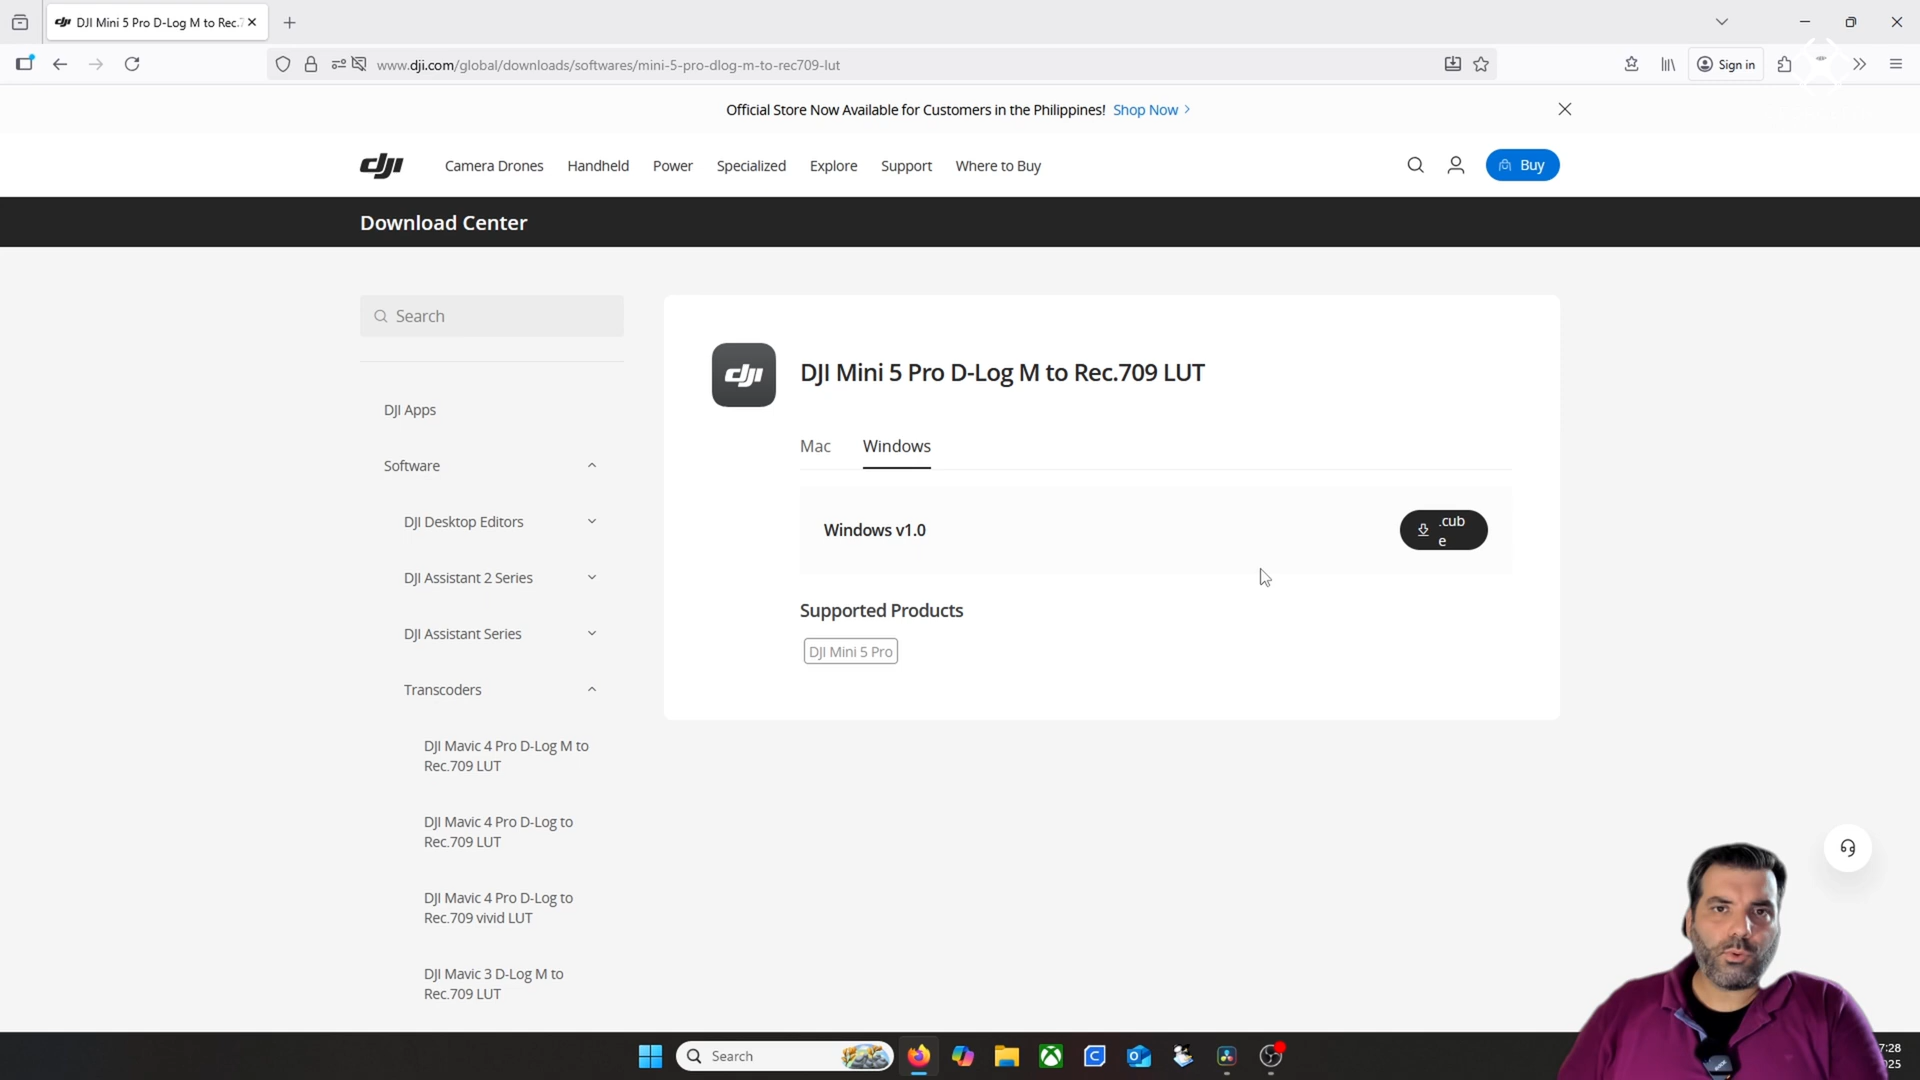 DJI Mini 5 Pro D-Log M to Rec.7
www.dji.com/global/downloads/softwares/mini-5-pro-dlog-m-to-rec709-lut
Sign in
Official Store Now Available for Customers in the Philippines! Shop Now >
dji
Camera Drones Handheld Power Specialized Explore Support Where to Buy
Buy
Download Center
Search
DJI Apps
Software
DJI Desktop Editors
DJI Assistant 2 Series
DJI Assistant Series
Transcoders
DJI Mavic 4 Pro D-Log M to
Rec.709 LUT
DJI Mavic 4 Pro D-Log to
Rec.709 LUT
DJI Mavic 4 Pro D-Log to
Rec.709 vivid LUT
DJI Mavic 3 D-Log M to
Rec.709 LUT
dji
DJI Mini 5 Pro D-Log M to Rec.709 LUT
Mac Windows
Windows v1.0
.cub
e
Supported Products
DJI Mini 5 Pro
Search
7:28
025